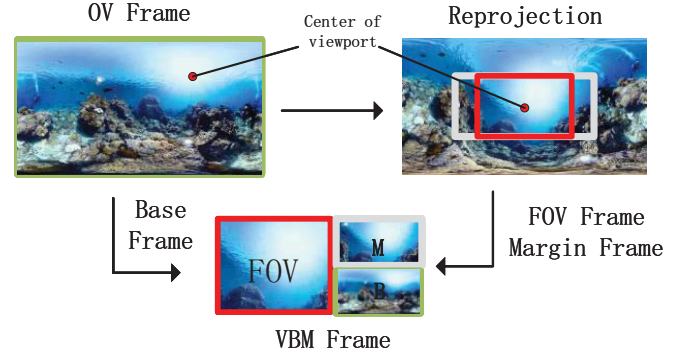 OV Frame
Center of
viewport
Reprojection
Base
Frame
FOV Frame
Margin Frame
FOV
M
B
VBM Frame